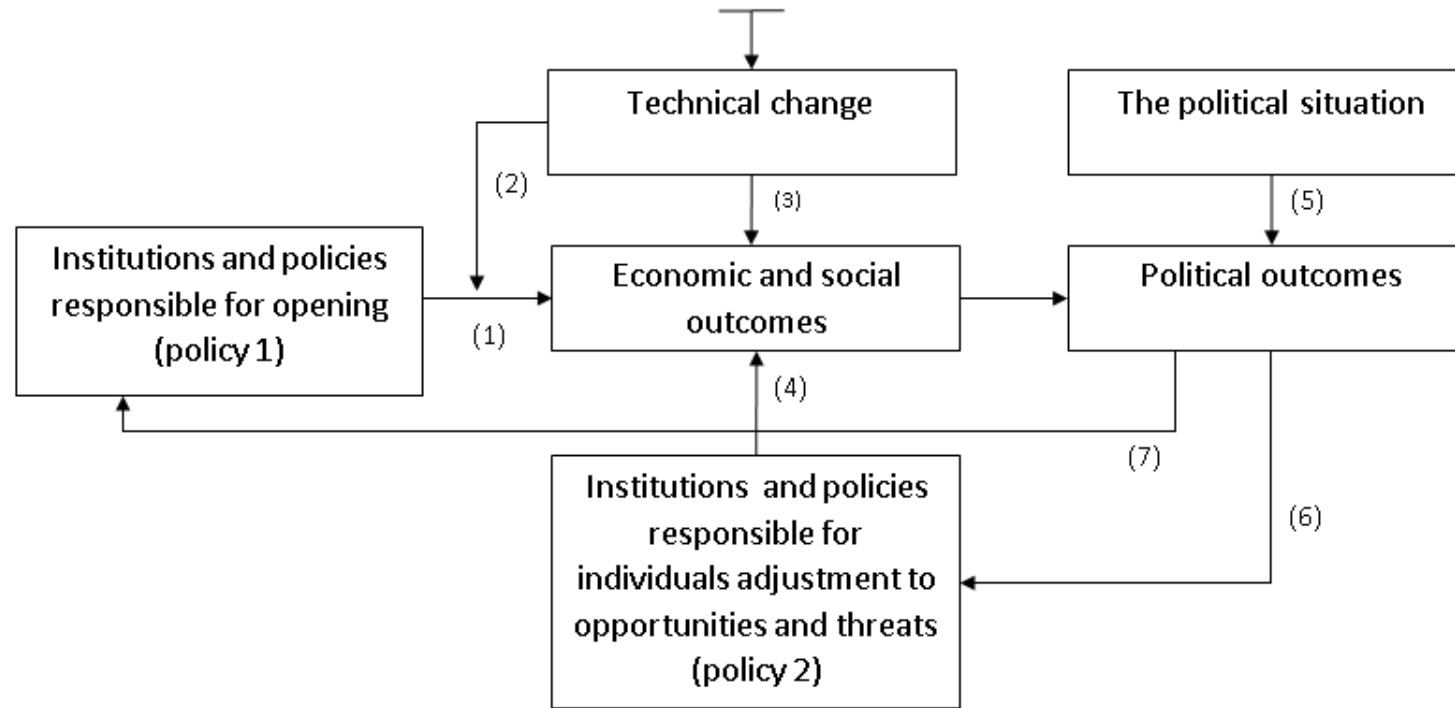 Technical change
The political situation
(2)
(3)
(5)
Institutions and policies
responsible for opening
(policy 1)
(1)
Economic and social
outcomes
Political outcomes
(4)
(7)
(6)
Institutions and policies
responsible for
individuals adjustment to
opportunities and threats
(policy 2)